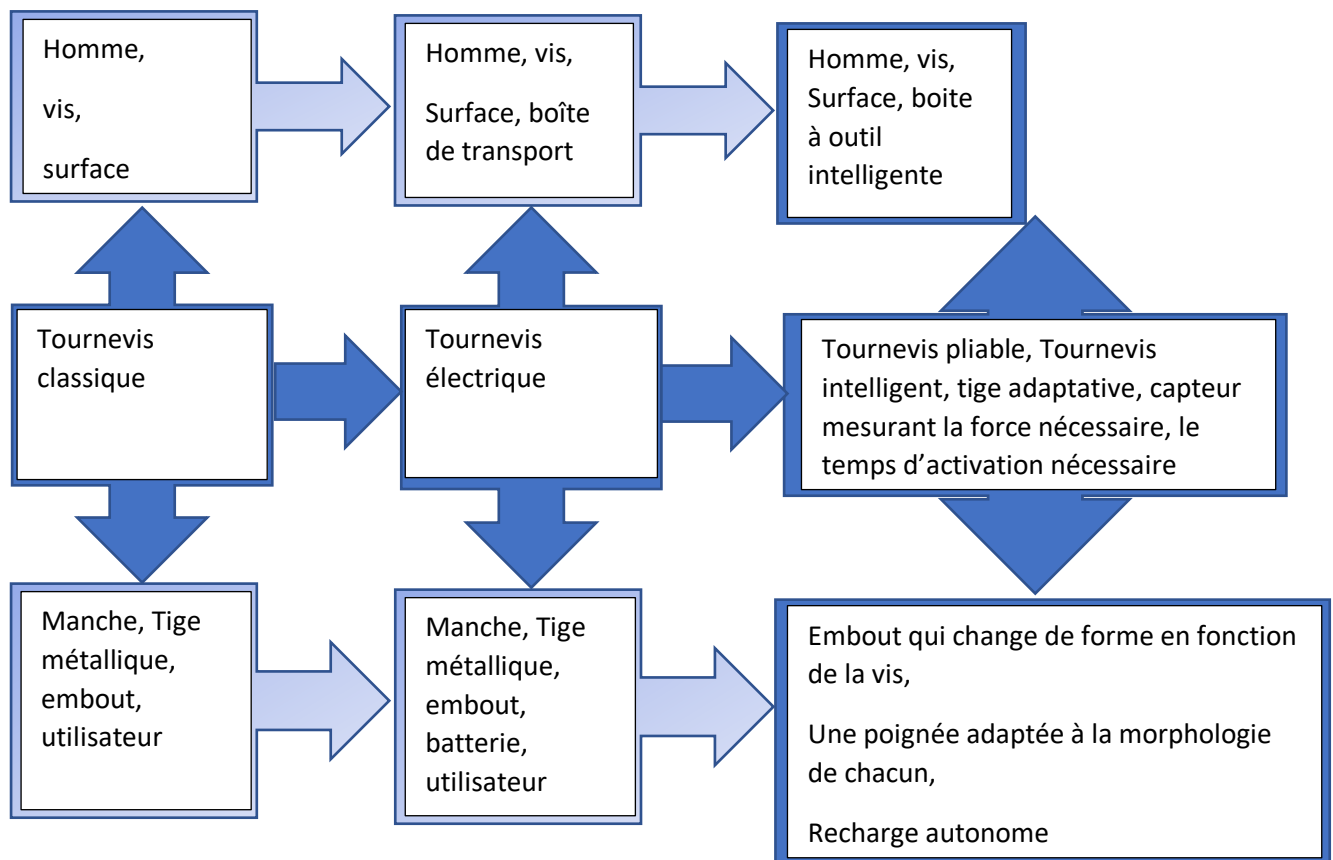 Homme,
vis,
surface
Homme, vis,
Surface, boîte
de transport
Homme, vis,
Surface, boite
à outil
intelligente
Tournevis
classique
Tournevis
électrique
Tournevis pliable, Tournevis
intelligent, tige adaptative, capteur
mesurant la force nécessaire, le
temps d’activation nécessaire
Manche, Tige
métallique,
embout,
utilisateur
Manche, Tige
métallique,
embout,
batterie,
utilisateur
Embout qui change de forme en fonction
de la vis,
Une poignée adaptée à la morphologie
de chacun,
Recharge autonome